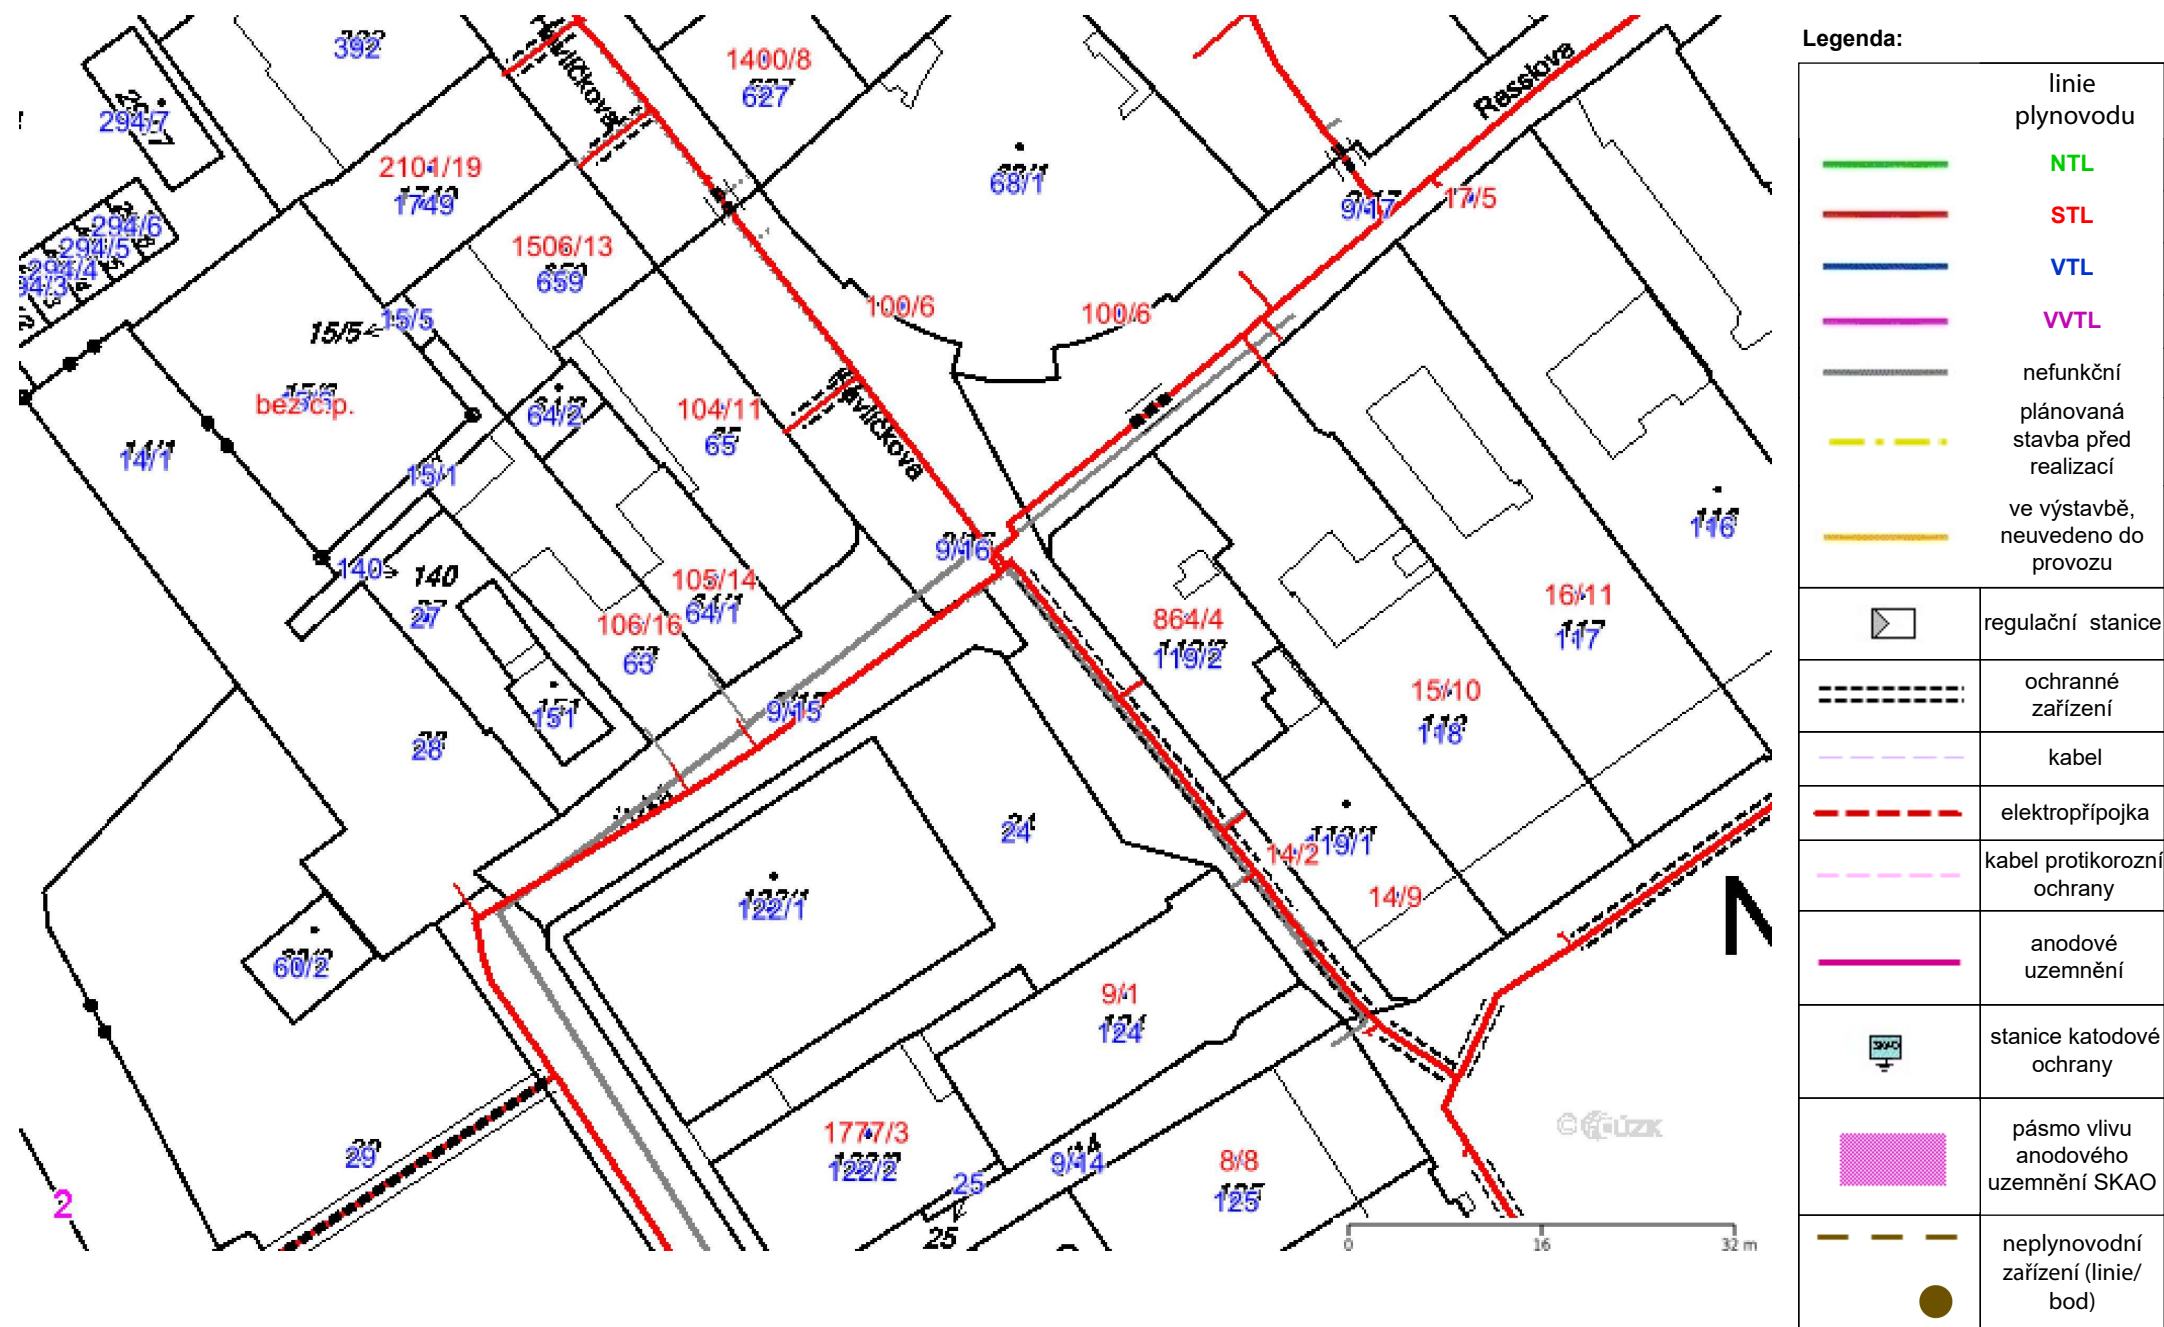 392
1400/8
627
Havlíčkova
Resslova
294/7
2101/19
1749
68/1
9/17
17/5
294/6
294/5
294/4
94/3
1506/13
659
15/5
15/5
100/6
100/6
bez č.p.
64/2
104/11
65
Havlíčkova
14/1
15/1
116
9/16
140
140
27
105/14
64/1
106/16
63
864/4
119/2
16/11
117
15/10
118
151
9/15
28
24
14/2
119/1
14/9
122/1
60/2
9/1
124
29
2
1777/3
122/2
25
25
9/14
8/8
125
N
© ČÚZK
0 16 32 m
Legenda:
linie
plynovodu
NTL
STL
VTL
VVTL
nefunkční
plánovaná
stavba před
realizací
ve výstavbě,
neuvedeno do
provozu
regulační stanice
ochranné
zařízení
kabel
elektropřípojka
kabel protikorozní
ochrany
anodové
uzemnění
SKAO
stanice katodové
ochrany
pásmo vlivu
anodového
uzemnění SKAO
neplynovodní
zařízení (linie/
bod)